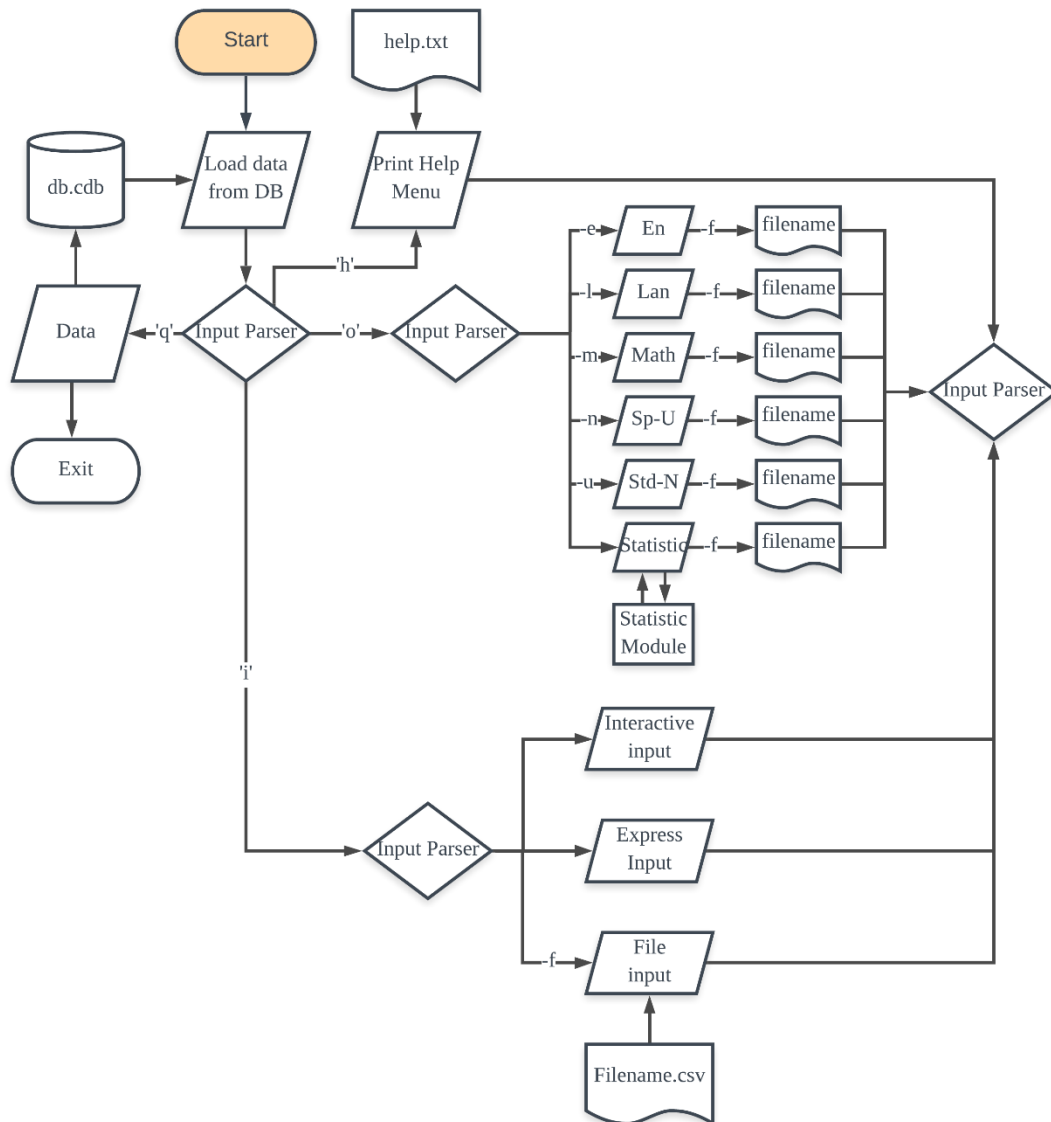 Start
help.txt
db.cdb
Load data
from DB
Print Help
Menu
'h'
Data
'q'
Input Parser
'o'
Input Parser
-e
En
-f
filename
-l
Lan
-f
filename
-m
Math
-f
filename
-n
Sp-U
-f
filename
-u
Std-N
-f
filename
Statistic
-f
filename
Statistic
Module
Input Parser
Exit
'i'
Input Parser
Interactive
input
Express
Input
-f
File
input
Filename.csv